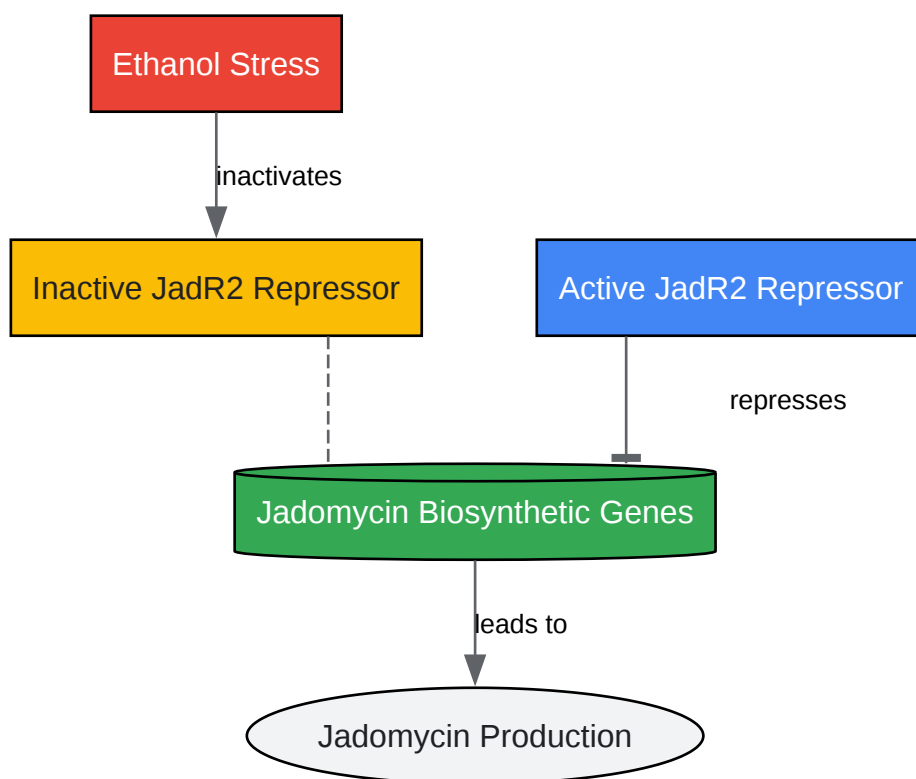 Ethanol Stress
inactivates
Inactive JadR2 Repressor
Active JadR2 Repressor
represses
Jadomycin Biosynthetic Genes
leads to
Jadomycin Production